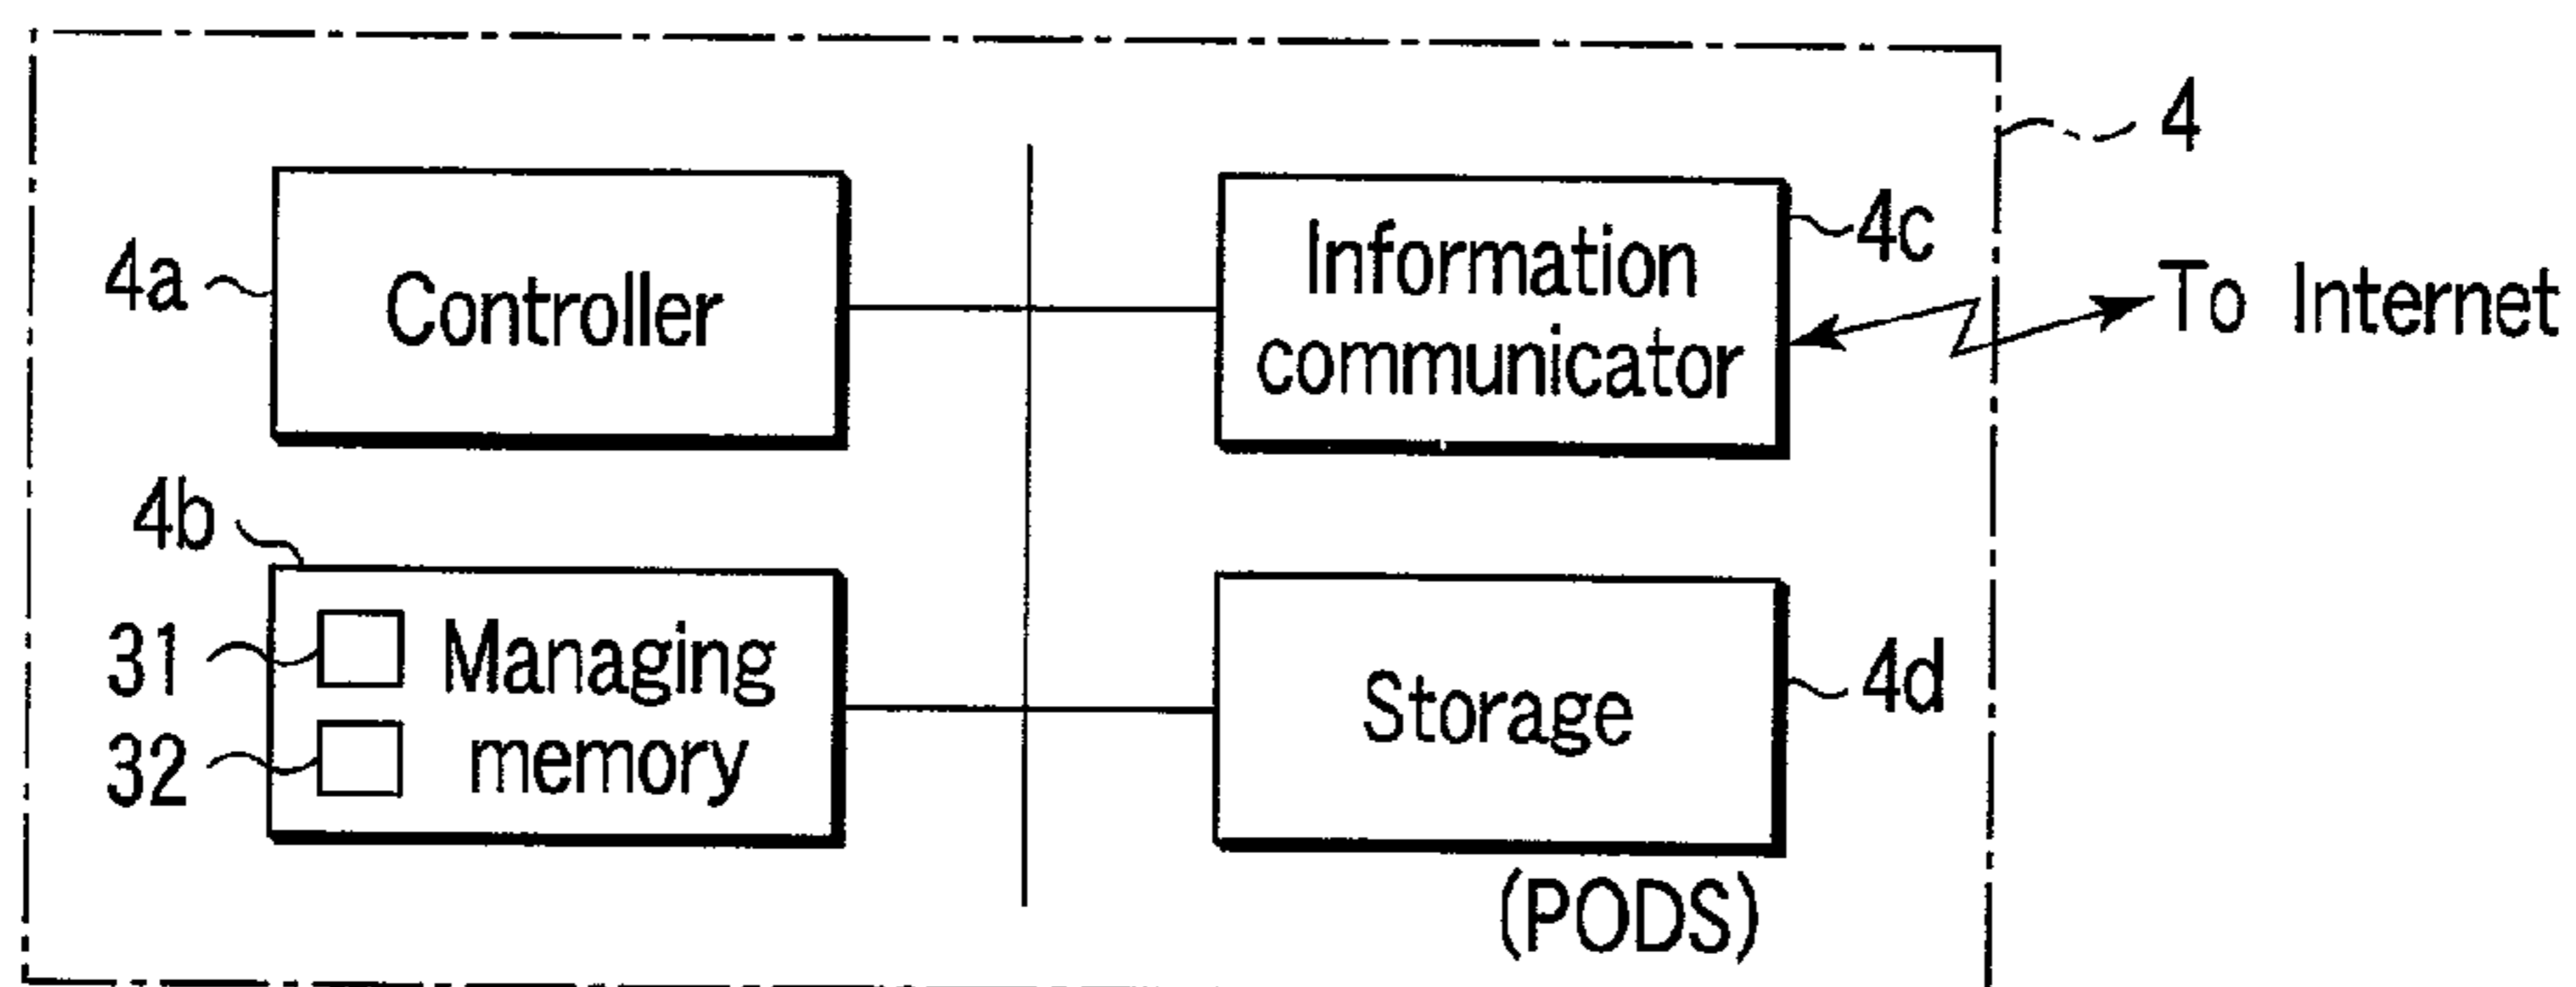 4
4a
Controller
Information
communicator
4c
To Internet
4b
31
32
Managing
memory
Storage
4d
(PODS)